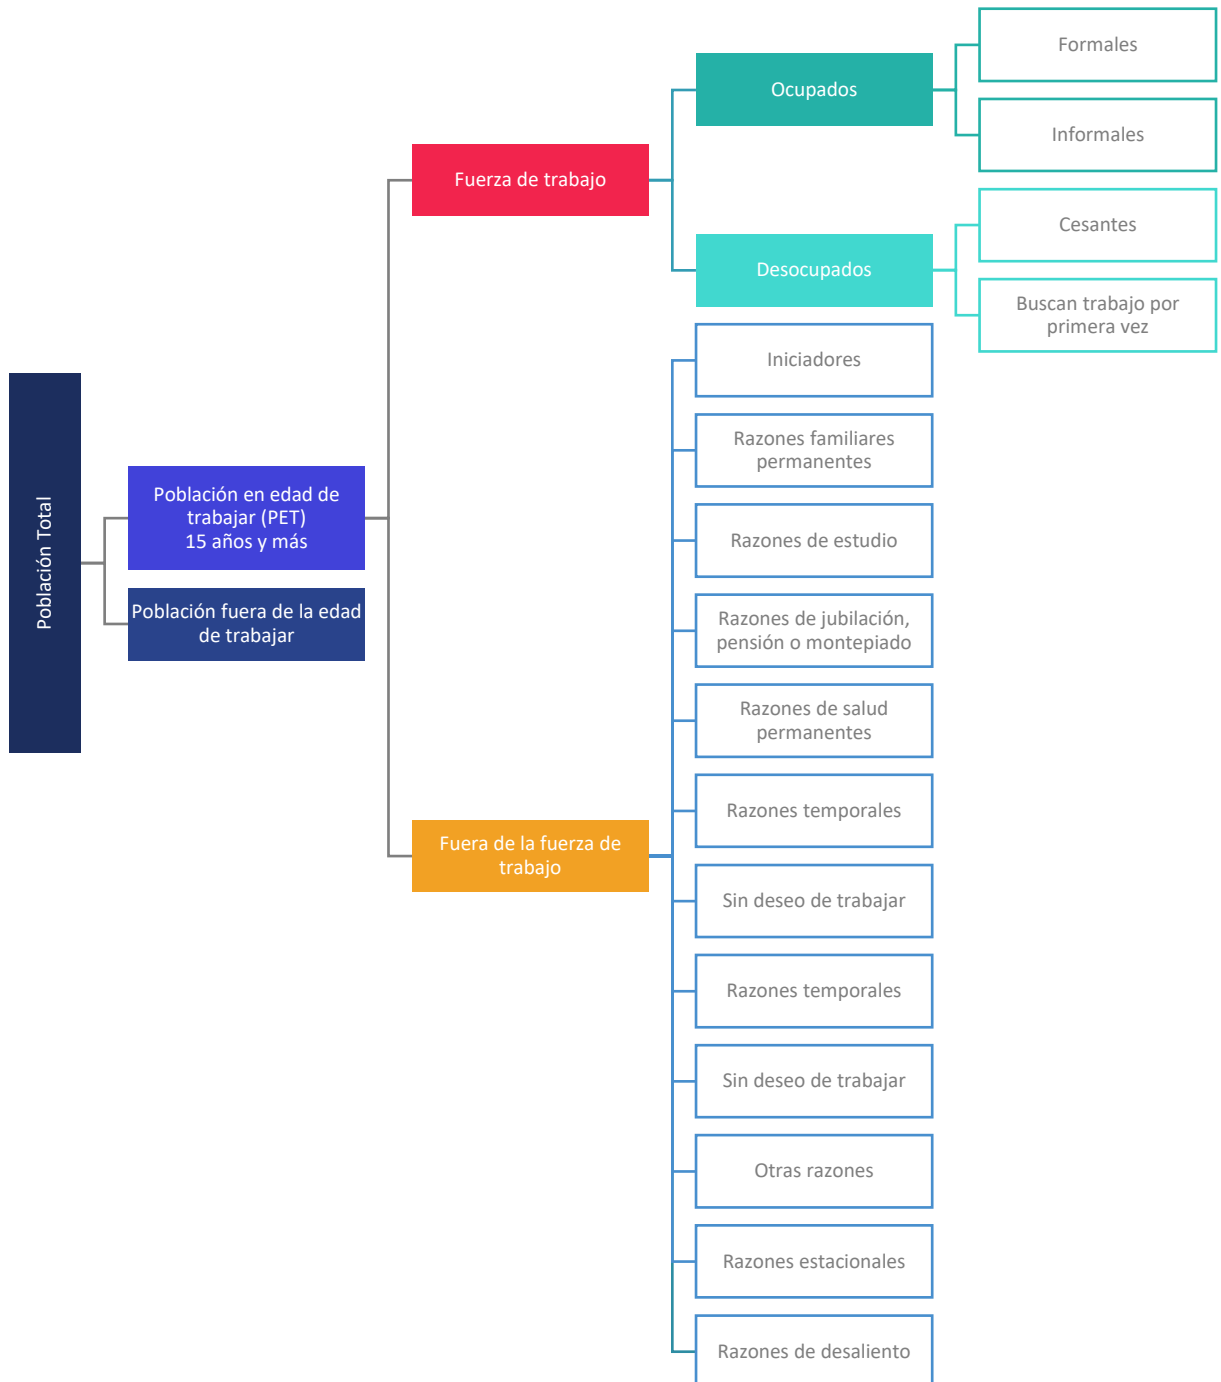 Población Total
Población en edad de
trabajar (PET)
15 años y más
Población fuera de la edad
de trabajar
Fuerza de trabajo
Fuera de la fuerza de
trabajo
Ocupados
Desocupados
Formales
Informales
Cesantes
Buscan trabajo por
primera vez
Iniciadores
Razones familiares
permanentes
Razones de estudio
Razones de jubilación,
pensión o montepiado
Razones de salud
permanentes
Razones temporales
Sin deseo de trabajar
Razones temporales
Sin deseo de trabajar
Otras razones
Razones estacionales
Razones de desaliento